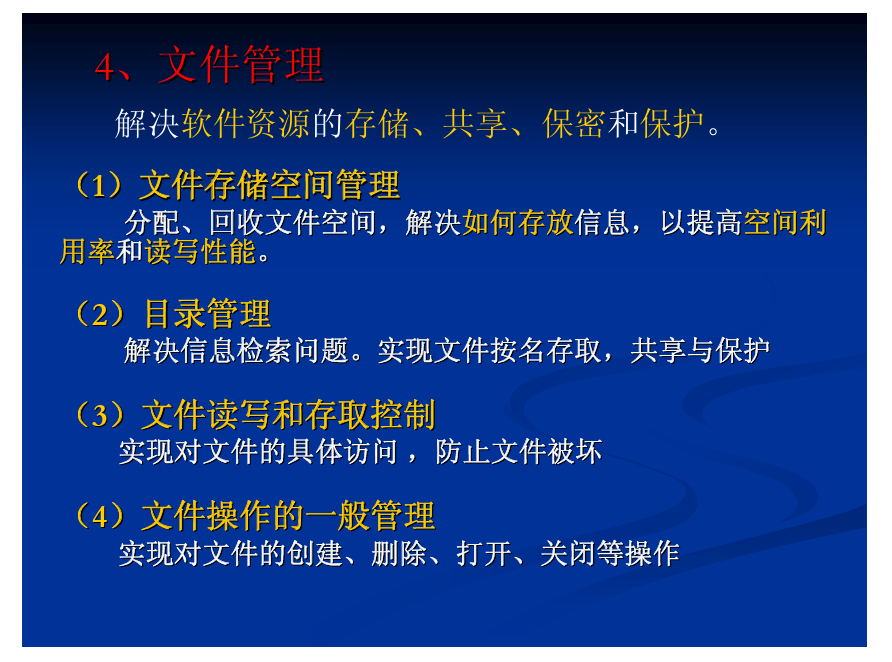 4、文件管理
解决软件资源的存储、共享、保密和保护。
（1）文件存储空间管理
分配、回收文件空间，解决如何存放信息，以提高空间利
用率和读写性能。
（2）目录管理
解决信息检索问题。实现文件按名存取，共享与保护
（3）文件读写和存取控制
实现对文件的具体访问 ，防止文件被坏
（4）文件操作的一般管理
实现对文件的创建、删除、打开、关闭等操作